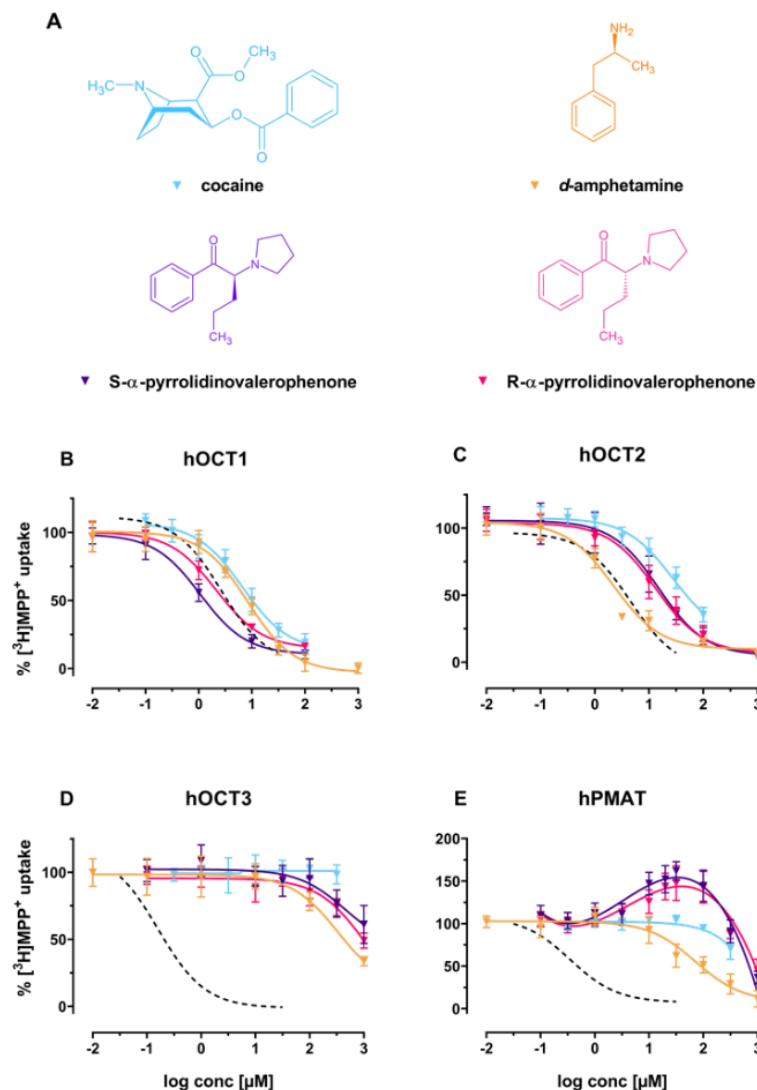 A
NH₂
CH₃
CH₃
H₃C
N
O
O
O
O
cocaine
d-amphetamine
O
N
CH₃
O
N
CH₃
S-α-pyrrolidinovalerophenone
R-α-pyrrolidinovalerophenone
B hOCT1
C hOCT2
% [³H]MPP⁺ uptake
100
50
0
-2 -1 0 1 2 3
100
50
0
-2 -1 0 1 2 3
D hOCT3
E hPMAT
% [³H]MPP⁺ uptake
100
50
0
-2 -1 0 1 2 3
200
150
100
50
0
-2 -1 0 1 2 3
log conc [µM]
log conc [µM]